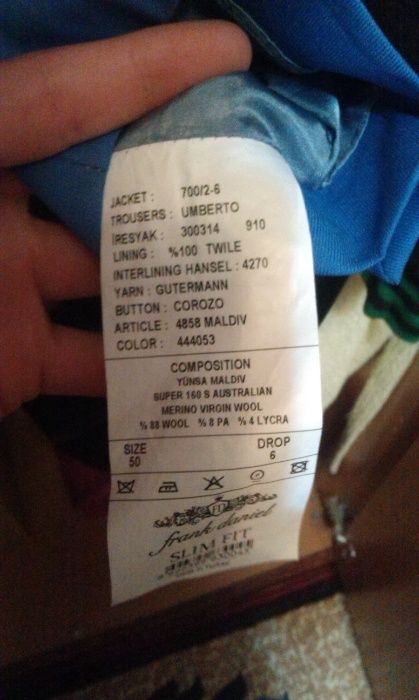 JACKET : 700/2-6
TROUSERS : UMBERTO
IRESYAK : 300314 910
LINING : %100 TWILE
INTERLINING HANSEL : 4270
YARN : GUTERMANN
BUTTON : COROZO
ARTICLE : 4858 MALDIV
COLOR : 444053
COMPOSITION
YÜNSA MALDIV
SUPER 160 S AUSTRALIAN
MERINO VIRGIN WOOL
% 88 WOOL % 8 PA % 4 LYCRA
SIZE DROP
50 6
frank daniel
SLIM FIT